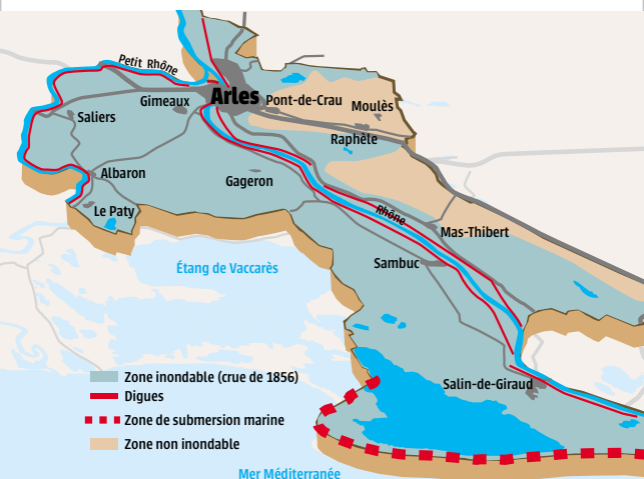 Petit Rhône
Arles
Gimeaux
Pont-de-Crau
Moulès
Saliers
Raphèle
Albaron
Gageron
Le Paty
Rhône
Mas-Thibert
Étang de Vaccarès
Sambuc
Zone inondable (crue de 1856)
Digues
Salin-de-Giraud
Zone de submersion marine
Zone non inondable
Mer Méditerranée